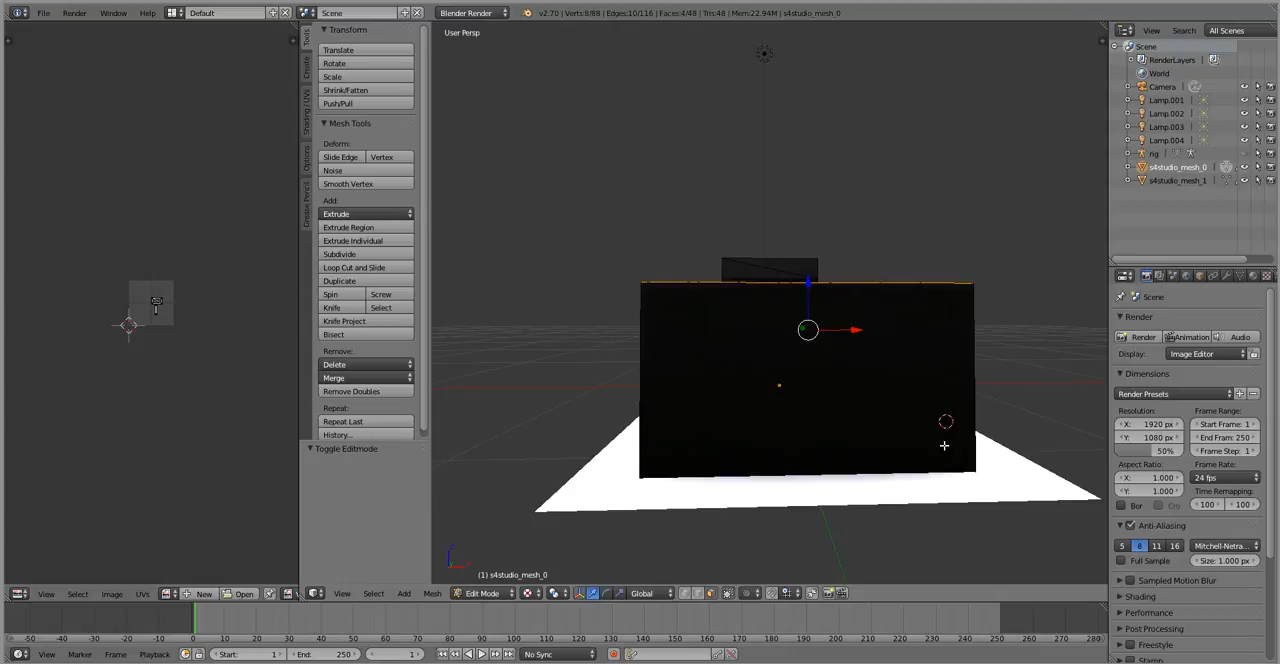 File Render Window Help Default Scene Blender Render v2.70 | Verts:8/88 | Edges:10/116 | Faces:4/48 | Tris:48 | Mem:22.94M | s4studio_mesh_0
View Search All Scenes
Tools
Create
Shading / UVs
Options
Grease Pencil
Transform
Translate
Rotate
Scale
Shrink/Fatten
Push/Pull
Mesh Tools
Deform:
Slide Edge Vertex
Noise
Smooth Vertex
Add:
Extrude
Extrude Region
Extrude Individual
Subdivide
Loop Cut and Slide
Duplicate
Spin Screw
Knife Select
Knife Project
Bisect
Remove:
Delete
Merge
Remove Doubles
Repeat:
Repeat Last
History...
Toggle Editmode
User Persp
(1) s4studio_mesh_0
Scene
RenderLayers
World
Camera
Lamp.001
Lamp.002
Lamp.003
Lamp.004
rig
s4studio_mesh_0
s4studio_mesh_1
Scene
Render
Render Animation Audio
Display: Image Editor
Dimensions
Render Presets
Resolution: Frame Range:
X: 1920 px Start Frame: 1
Y: 1080 px End Fram: 250
50% Frame Step: 1
Aspect Ratio: Frame Rate:
X: 1.000 24 fps
Y: 1.000 Time Remapping:
Bor Cro 100 100
Anti-Aliasing
5 8 11 16 Mitchell-Netra...
Full Sample Size: 1.000 px
Sampled Motion Blur
Shading
Performance
Post Processing
Freestyle
Stamp
View Select Image UVs New Open
View Select Add Mesh Edit Mode Global
-50 -40 -30 -20 -10 0 10 20 30 40 50 60 70 80 90 100 110 120 130 140 150 160 170 180 190 200 210 220 230 240 250 260 270 280
View Marker Frame Playback Start: 1 End: 250 1 No Sync